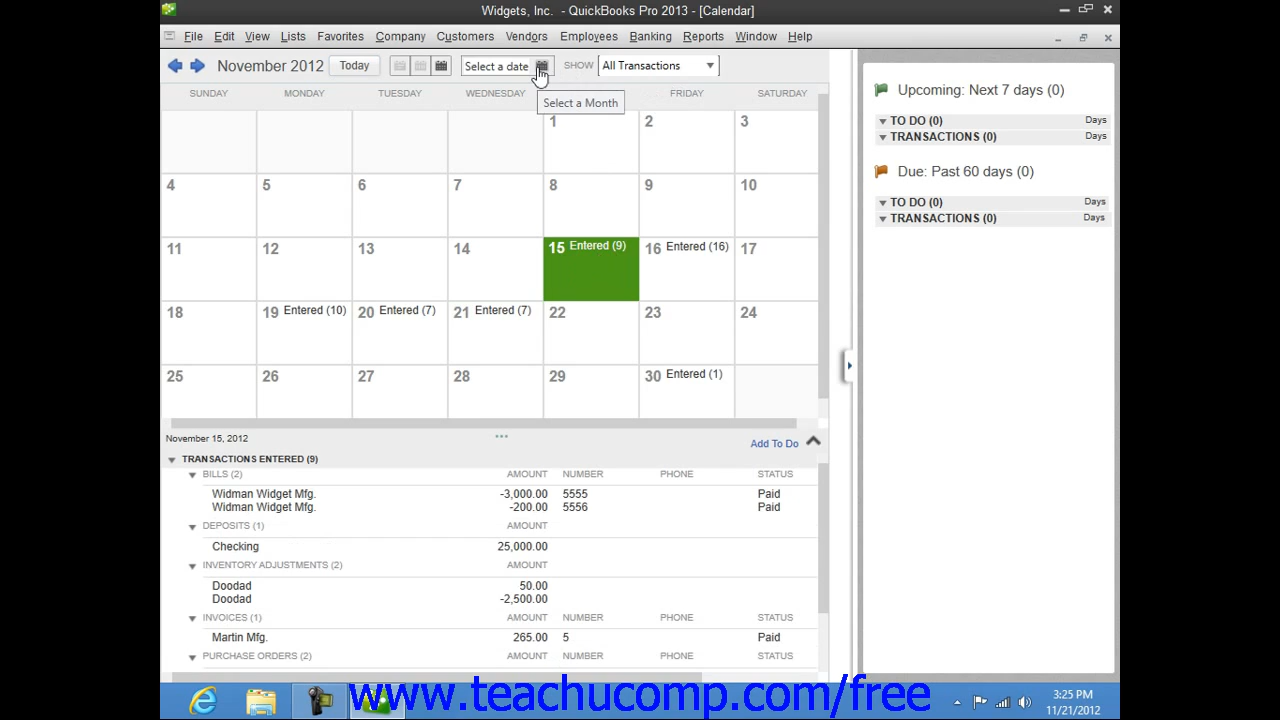 Widgets, Inc. - QuickBooks Pro 2013 - [Calendar]
File Edit View Lists Favorites Company Customers Vendors Employees Banking Reports Window Help
November 2012 Today Select a date SHOW All Transactions
Select a Month
SUNDAY MONDAY TUESDAY WEDNESDAY FRIDAY SATURDAY
1 2 3
4 5 6 7 8 9 10
11 12 13 14 15 Entered (9) 16 Entered (16) 17
18 19 Entered (10) 20 Entered (7) 21 Entered (7) 22 23 24
25 26 27 28 29 30 Entered (1)
November 15, 2012 Add To Do
TRANSACTIONS ENTERED (9)
BILLS (2) AMOUNT NUMBER PHONE STATUS
Widman Widget Mfg. -3,000.00 5555 Paid
Widman Widget Mfg. -200.00 5556 Paid
DEPOSITS (1) AMOUNT
Checking 25,000.00
INVENTORY ADJUSTMENTS (2) AMOUNT
Doodad 50.00
Doodad -2,500.00
INVOICES (1) AMOUNT NUMBER PHONE STATUS
Martin Mfg. 265.00 5 Paid
PURCHASE ORDERS (2) AMOUNT NUMBER PHONE STATUS
Upcoming: Next 7 days (0)
TO DO (0) Days
TRANSACTIONS (0) Days
Due: Past 60 days (0)
TO DO (0) Days
TRANSACTIONS (0) Days
www.teachucomp.com/free
3:25 PM
11/21/2012